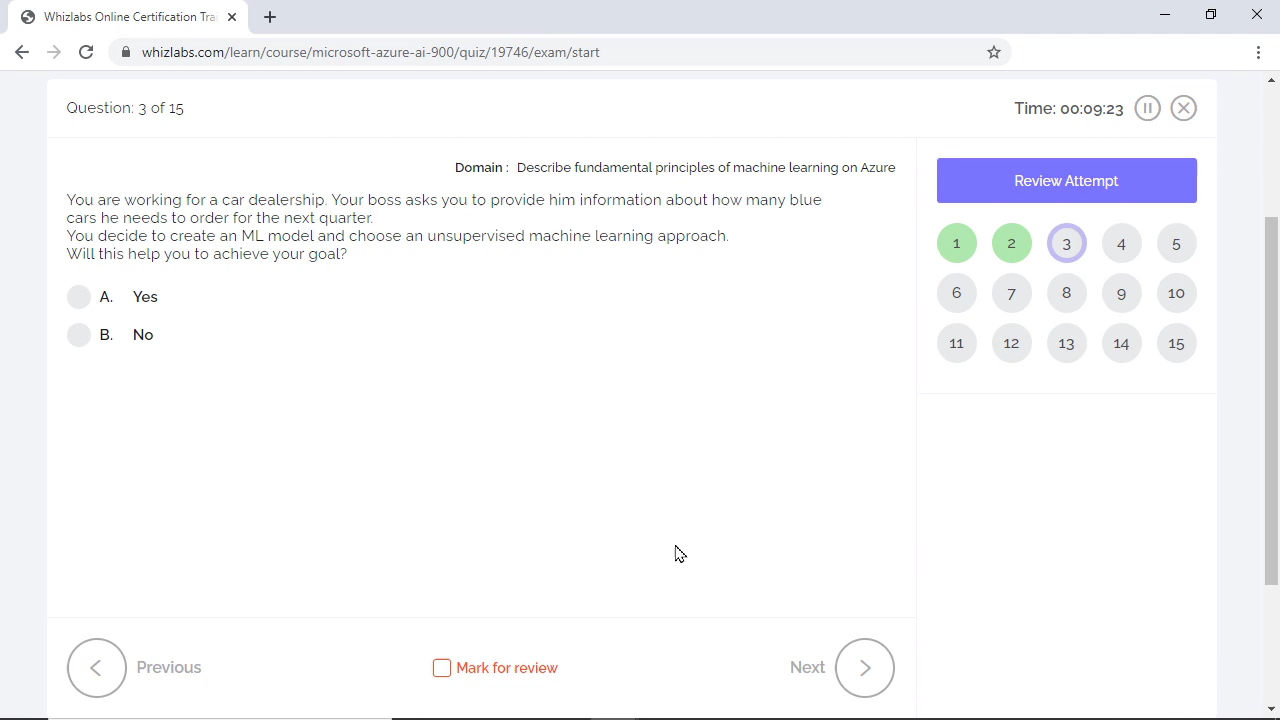 Whizlabs Online Certification Tra
whizlabs.com/learn/course/microsoft-azure-ai-900/quiz/19746/exam/start
Question: 3 of 15
Time: 00:09:23
Domain : Describe fundamental principles of machine learning on Azure
Review Attempt
You are working for a car dealership. Your boss asks you to provide him information about how many blue
cars he needs to order for the next quarter.
You decide to create an ML model and choose an unsupervised machine learning approach.
Will this help you to achieve your goal?
A. Yes
B. No
1 2 3 4 5
6 7 8 9 10
11 12 13 14 15
Previous
Mark for review
Next